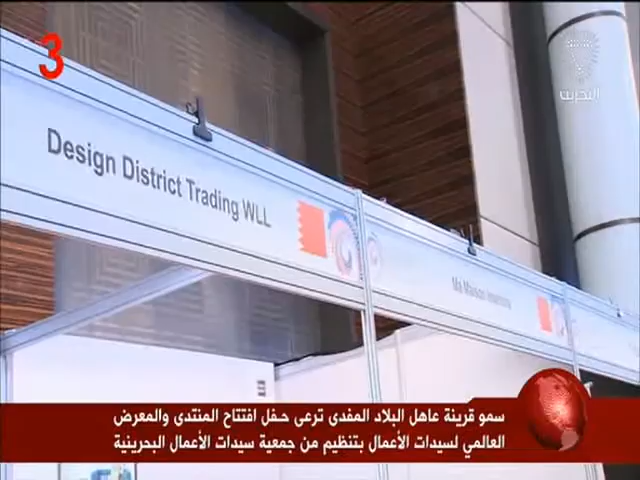 3
البحرين
Design District Trading WLL
سمو قرينة عاهل البلاد المفدى ترعى حفل افتتاح المنتدى والمعرض
العالمي لسيدات الأعمال بتنظيم من جمعية سيدات الأعمال البحرينية